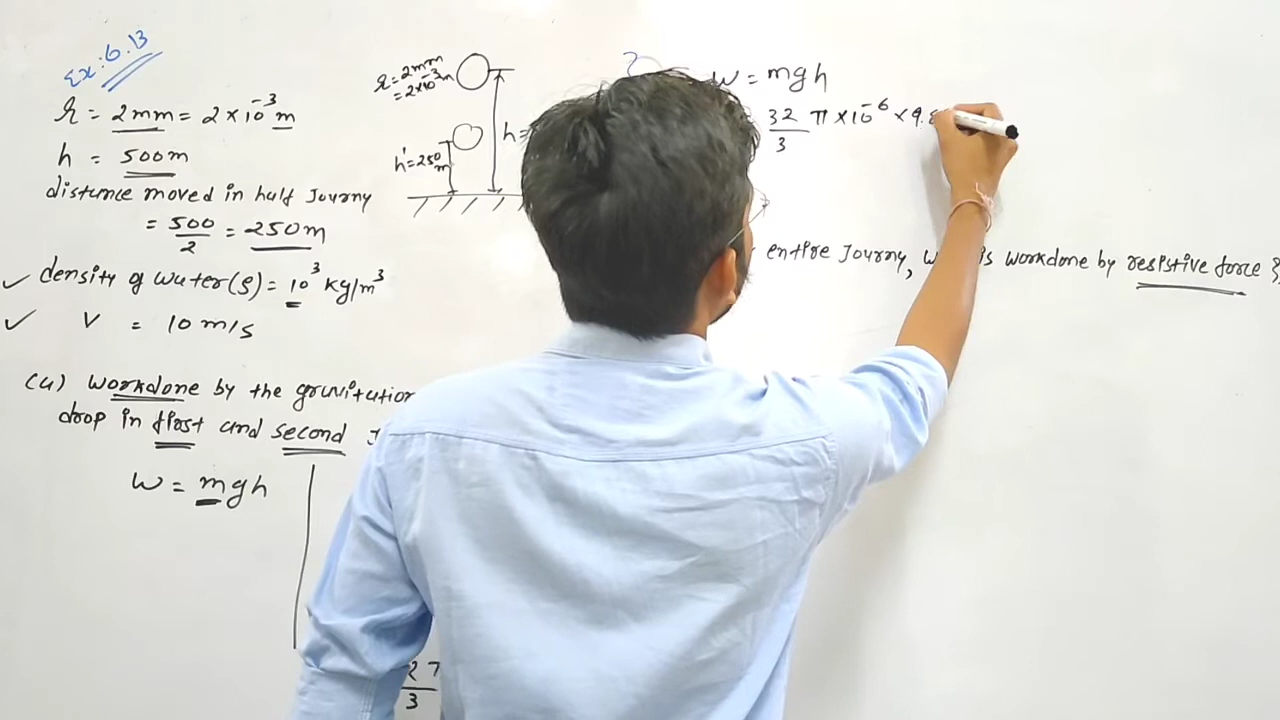 Ex: 6.13
r = 2mm = 2×10⁻³m
h = 500m
distance moved in half Journy
= 500/2 = 250m
✓ density of water(ρ) = 10³ Kg/m³
✓ V = 10 m/s
(a) workdone by the gravitation
drop in first and second
w = mgh
r=2mm
=2×10⁻³m
h=
h'=250
m
w = mgh
32/3 π × 10⁻⁶ × 9.8
entire Journy, is workdone by resistive force
3